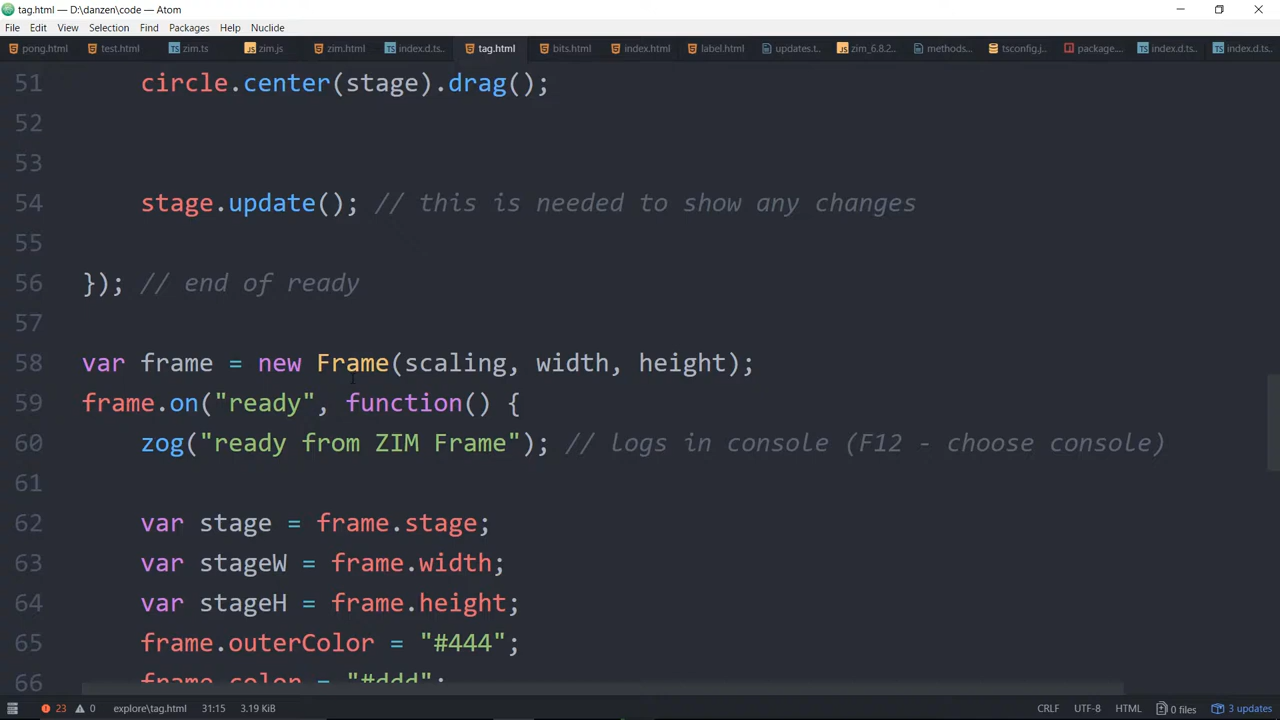 tag.html — D:\danzen\code — Atom
File Edit View Selection Find Packages Help Nuclide
pong.html test.html zim.ts zim.js zim.html index.d.ts.. tag.html bits.html index.html label.html updates.t.. zim_6.8.2... methods... tsconfig.j.. package.... index.d.ts.. index.d.ts..
51 circle.center(stage).drag();
52
53
54 stage.update(); // this is needed to show any changes
55
56 }); // end of ready
57
58 var frame = new Frame(scaling, width, height);
59 frame.on("ready", function() {
60 zog("ready from ZIM Frame"); // logs in console (F12 - choose console)
61
62 var stage = frame.stage;
63 var stageW = frame.width;
64 var stageH = frame.height;
65 frame.outerColor = "#444";
66 frame.color = "#ddd";
23 0 explore\tag.html 31:15 3.19 KiB CRLF UTF-8 HTML 0 files 3 updates